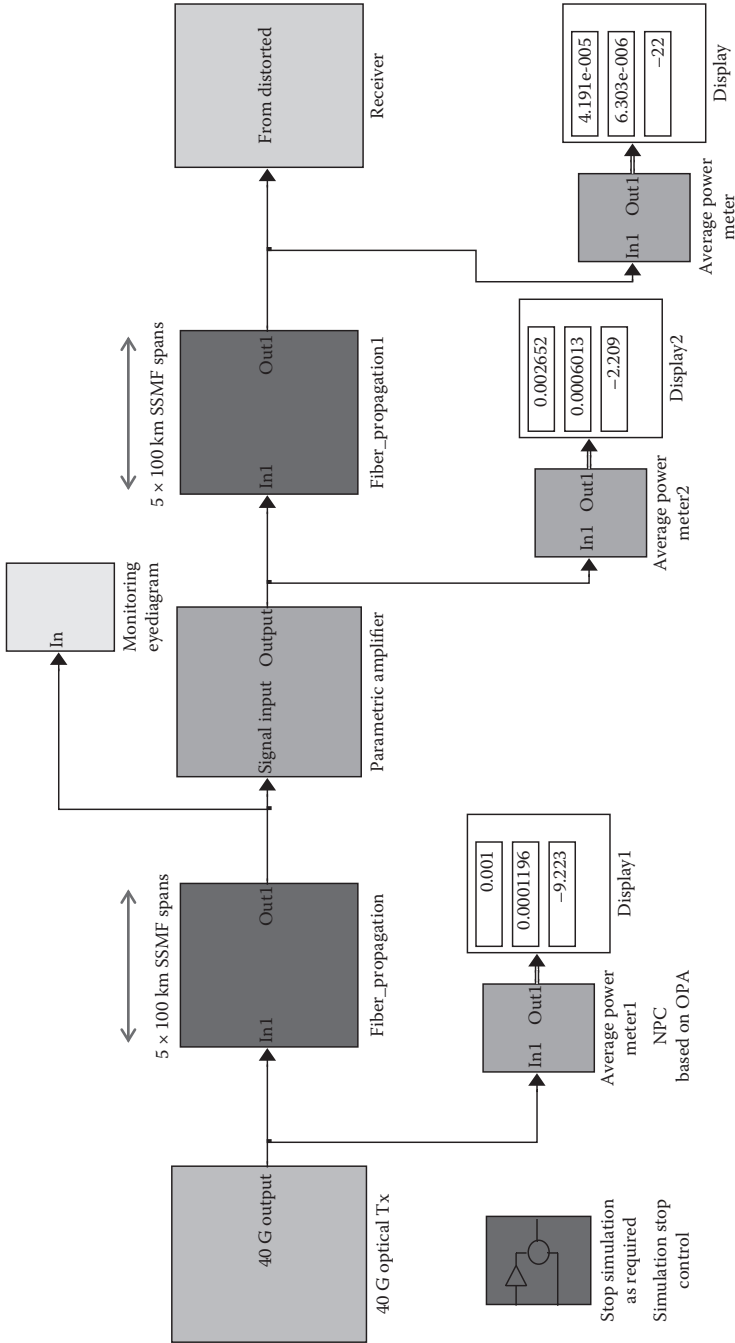 40 G output
40 G optical Tx
5 × 100 km SSMF spans
In1
Out1
Fiber_propagation
In
Monitoring
eyediagram
Signal input
Output
Parametric amplifier
5 × 100 km SSMF spans
In1
Out1
Fiber_propagation1
From distorted
Receiver
Stop simulation
as required
Simulation stop
control
In1
Out1
Average power
meter1
NPC
based on OPA
0.001
0.0001196
−9.223
Display1
In1
Out1
Average power
meter2
0.002652
0.0006013
−2.209
Display2
In1
Out1
Average power
meter
4.191e-005
6.303e-006
−22
Display